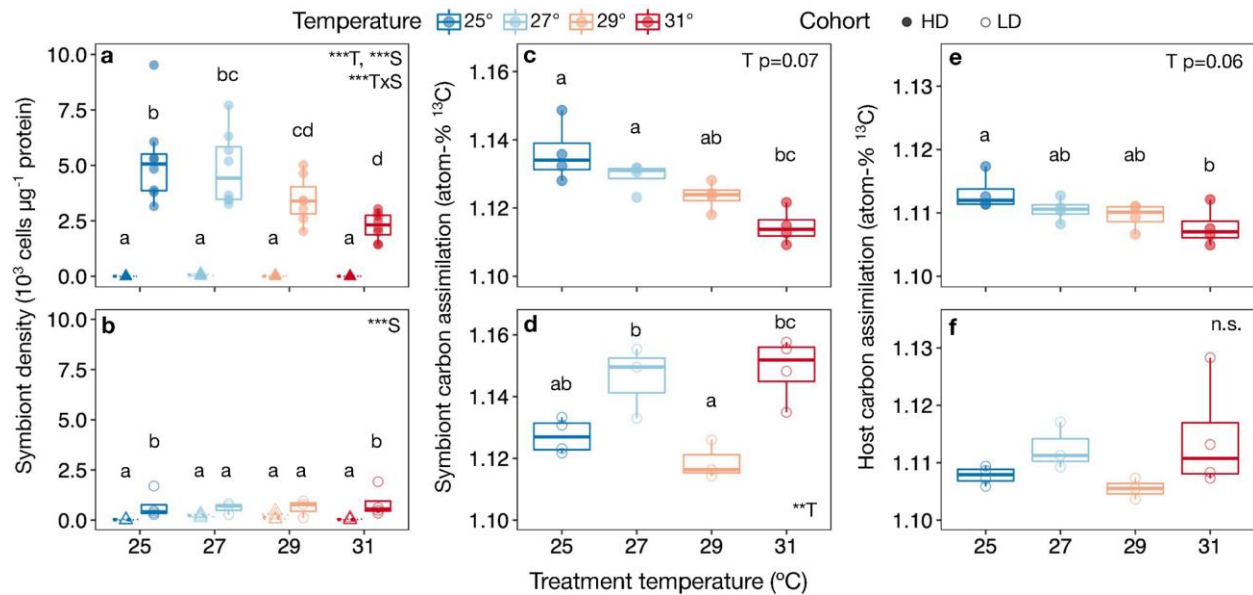 Temperature 25° 27° 29° 31° Cohort HD LD
a
***T, ***S
***TxS
10.0
7.5
5.0
2.5
0.0
a b a bc a cd a d
b
***S
10.0
7.5
5.0
2.5
0.0
a b a a a a a b
25 27 29 31
Symbiont density (10³ cells µg⁻¹ protein)
c
T p=0.07
1.16
1.14
1.12
1.10
a a ab bc
d
**T
1.16
1.14
1.12
1.10
ab b a bc
25 27 29 31
Symbiont carbon assimilation (atom-% ¹³C)
e
T p=0.06
1.13
1.12
1.11
1.10
a ab ab b
f
n.s.
1.13
1.12
1.11
1.10
25 27 29 31
Host carbon assimilation (atom-% ¹³C)
Treatment temperature (ºC)